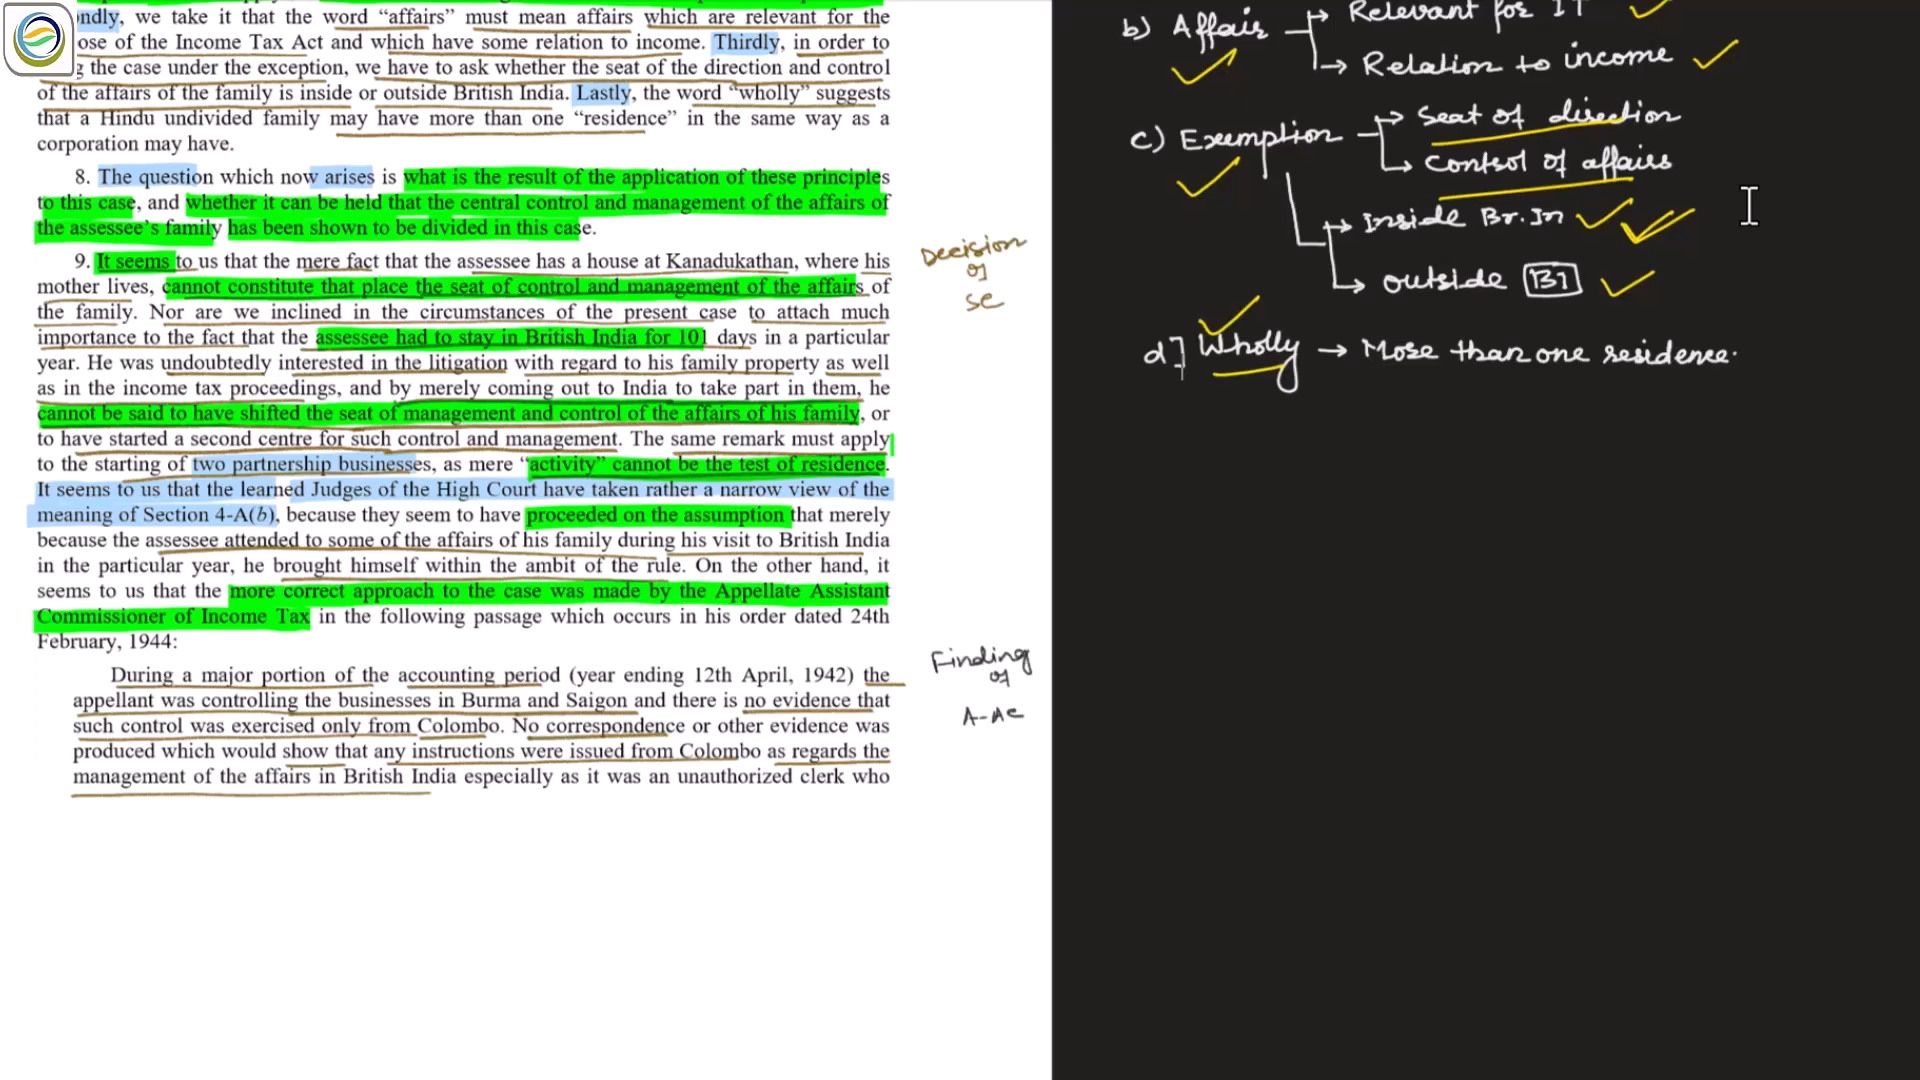 ndly, we take it that the word “affairs” must mean affairs which are relevant for the
ose of the Income Tax Act and which have some relation to income. Thirdly, in order to
g the case under the exception, we have to ask whether the seat of the direction and control
of the affairs of the family is inside or outside British India. Lastly, the word “wholly” suggests
that a Hindu undivided family may have more than one “residence” in the same way as a
corporation may have.
8. The question which now arises is what is the result of the application of these principles
to this case, and whether it can be held that the central control and management of the affairs of
the assessee’s family has been shown to be divided in this case.
9. It seems to us that the mere fact that the assessee has a house at Kanadukathan, where his
mother lives, cannot constitute that place the seat of control and management of the affairs of
the family. Nor are we inclined in the circumstances of the present case to attach much
importance to the fact that the assessee had to stay in British India for 101 days in a particular
year. He was undoubtedly interested in the litigation with regard to his family property as well
as in the income tax proceedings, and by merely coming out to India to take part in them, he
cannot be said to have shifted the seat of management and control of the affairs of his family, or
to have started a second centre for such control and management. The same remark must apply
to the starting of two partnership businesses, as mere “activity” cannot be the test of residence.
It seems to us that the learned Judges of the High Court have taken rather a narrow view of the
meaning of Section 4-A(b), because they seem to have proceeded on the assumption that merely
because the assessee attended to some of the affairs of his family during his visit to British India
in the particular year, he brought himself within the ambit of the rule. On the other hand, it
seems to us that the more correct approach to the case was made by the Appellate Assistant
Commissioner of Income Tax in the following passage which occurs in his order dated 24th
February, 1944:
During a major portion of the accounting period (year ending 12th April, 1942) the
appellant was controlling the businesses in Burma and Saigon and there is no evidence that
such control was exercised only from Colombo. No correspondence or other evidence was
produced which would show that any instructions were issued from Colombo as regards the
management of the affairs in British India especially as it was an unauthorized clerk who
Decision
of
SC
Finding
of
A-AC
b) Affair → Relevant for IT
→ Relation to income
c) Exemption → Seat of direction
→ Control of affairs
→ Inside Br.In
→ outside BI
d] Wholly → More than one residence.